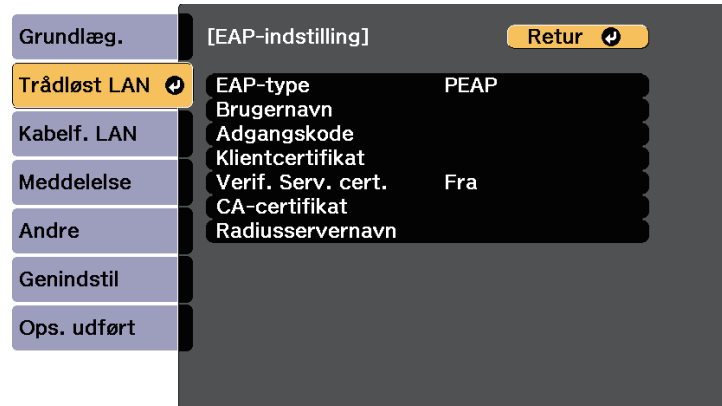 Grundlæg.
Trådløst LAN
Kabelf. LAN
Meddelelse
Andre
Genindstil
Ops. udført
[EAP-indstilling] Retur
EAP-type PEAP
Brugernavn
Adgangskode
Klientcertifikat
Verif. Serv. cert. Fra
CA-certifikat
Radiusservernavn